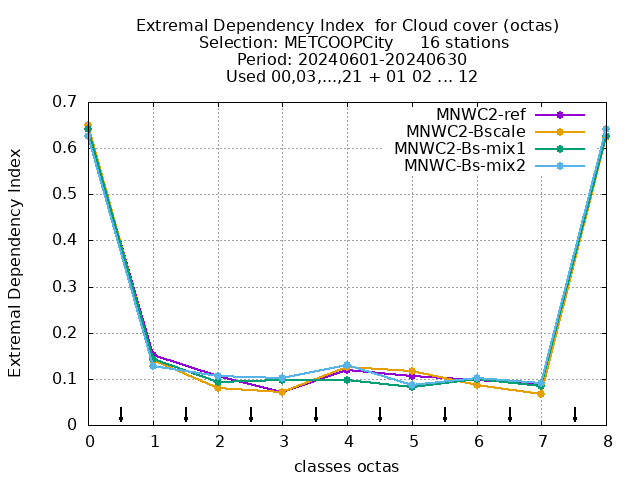 Extremal Dependency Index  for Cloud cover (octas)
Selection: METCOOPCity     16 stations
Period: 20240601-20240630
Used 00,03,...,21 + 01 02 ... 12
MNWC2-ref
MNWC2-Bscale
MNWC2-Bs-mix1
MNWC-Bs-mix2
Extremal Dependency Index
0.7
0.6
0.5
0.4
0.3
0.2
0.1
0
0 1 2 3 4 5 6 7 8
classes octas